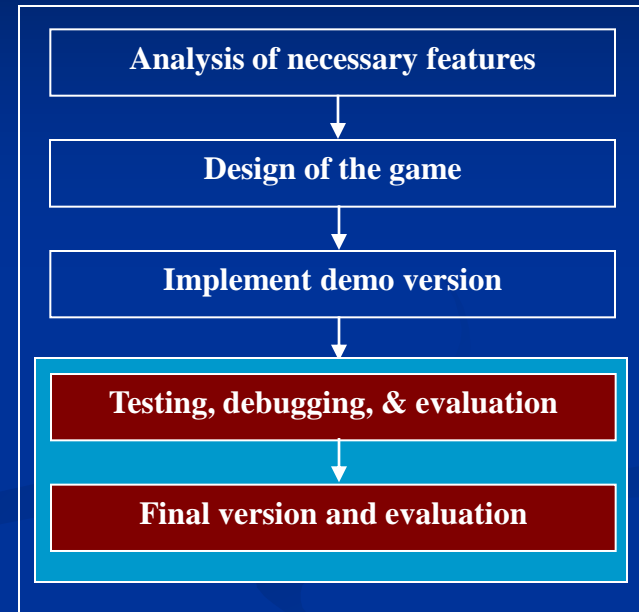 Analysis of necessary features
Design of the game
Implement demo version
Testing, debugging, & evaluation
Final version and evaluation